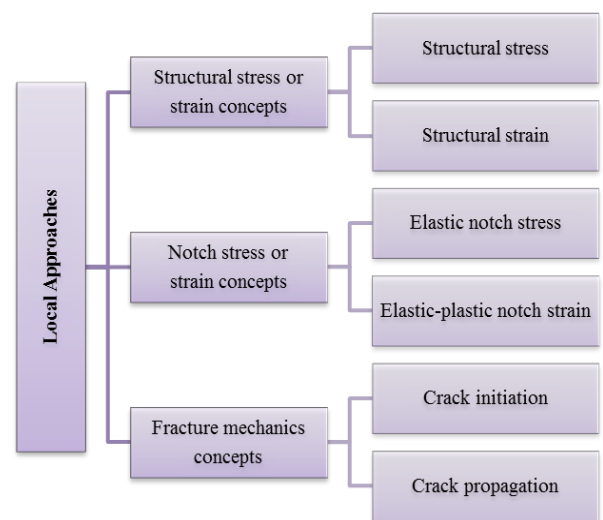 Local Approaches
Structural stress or
strain concepts
Structural stress
Structural strain
Notch stress or
strain concepts
Elastic notch stress
Elastic-plastic notch strain
Fracture mechanics
concepts
Crack initiation
Crack propagation